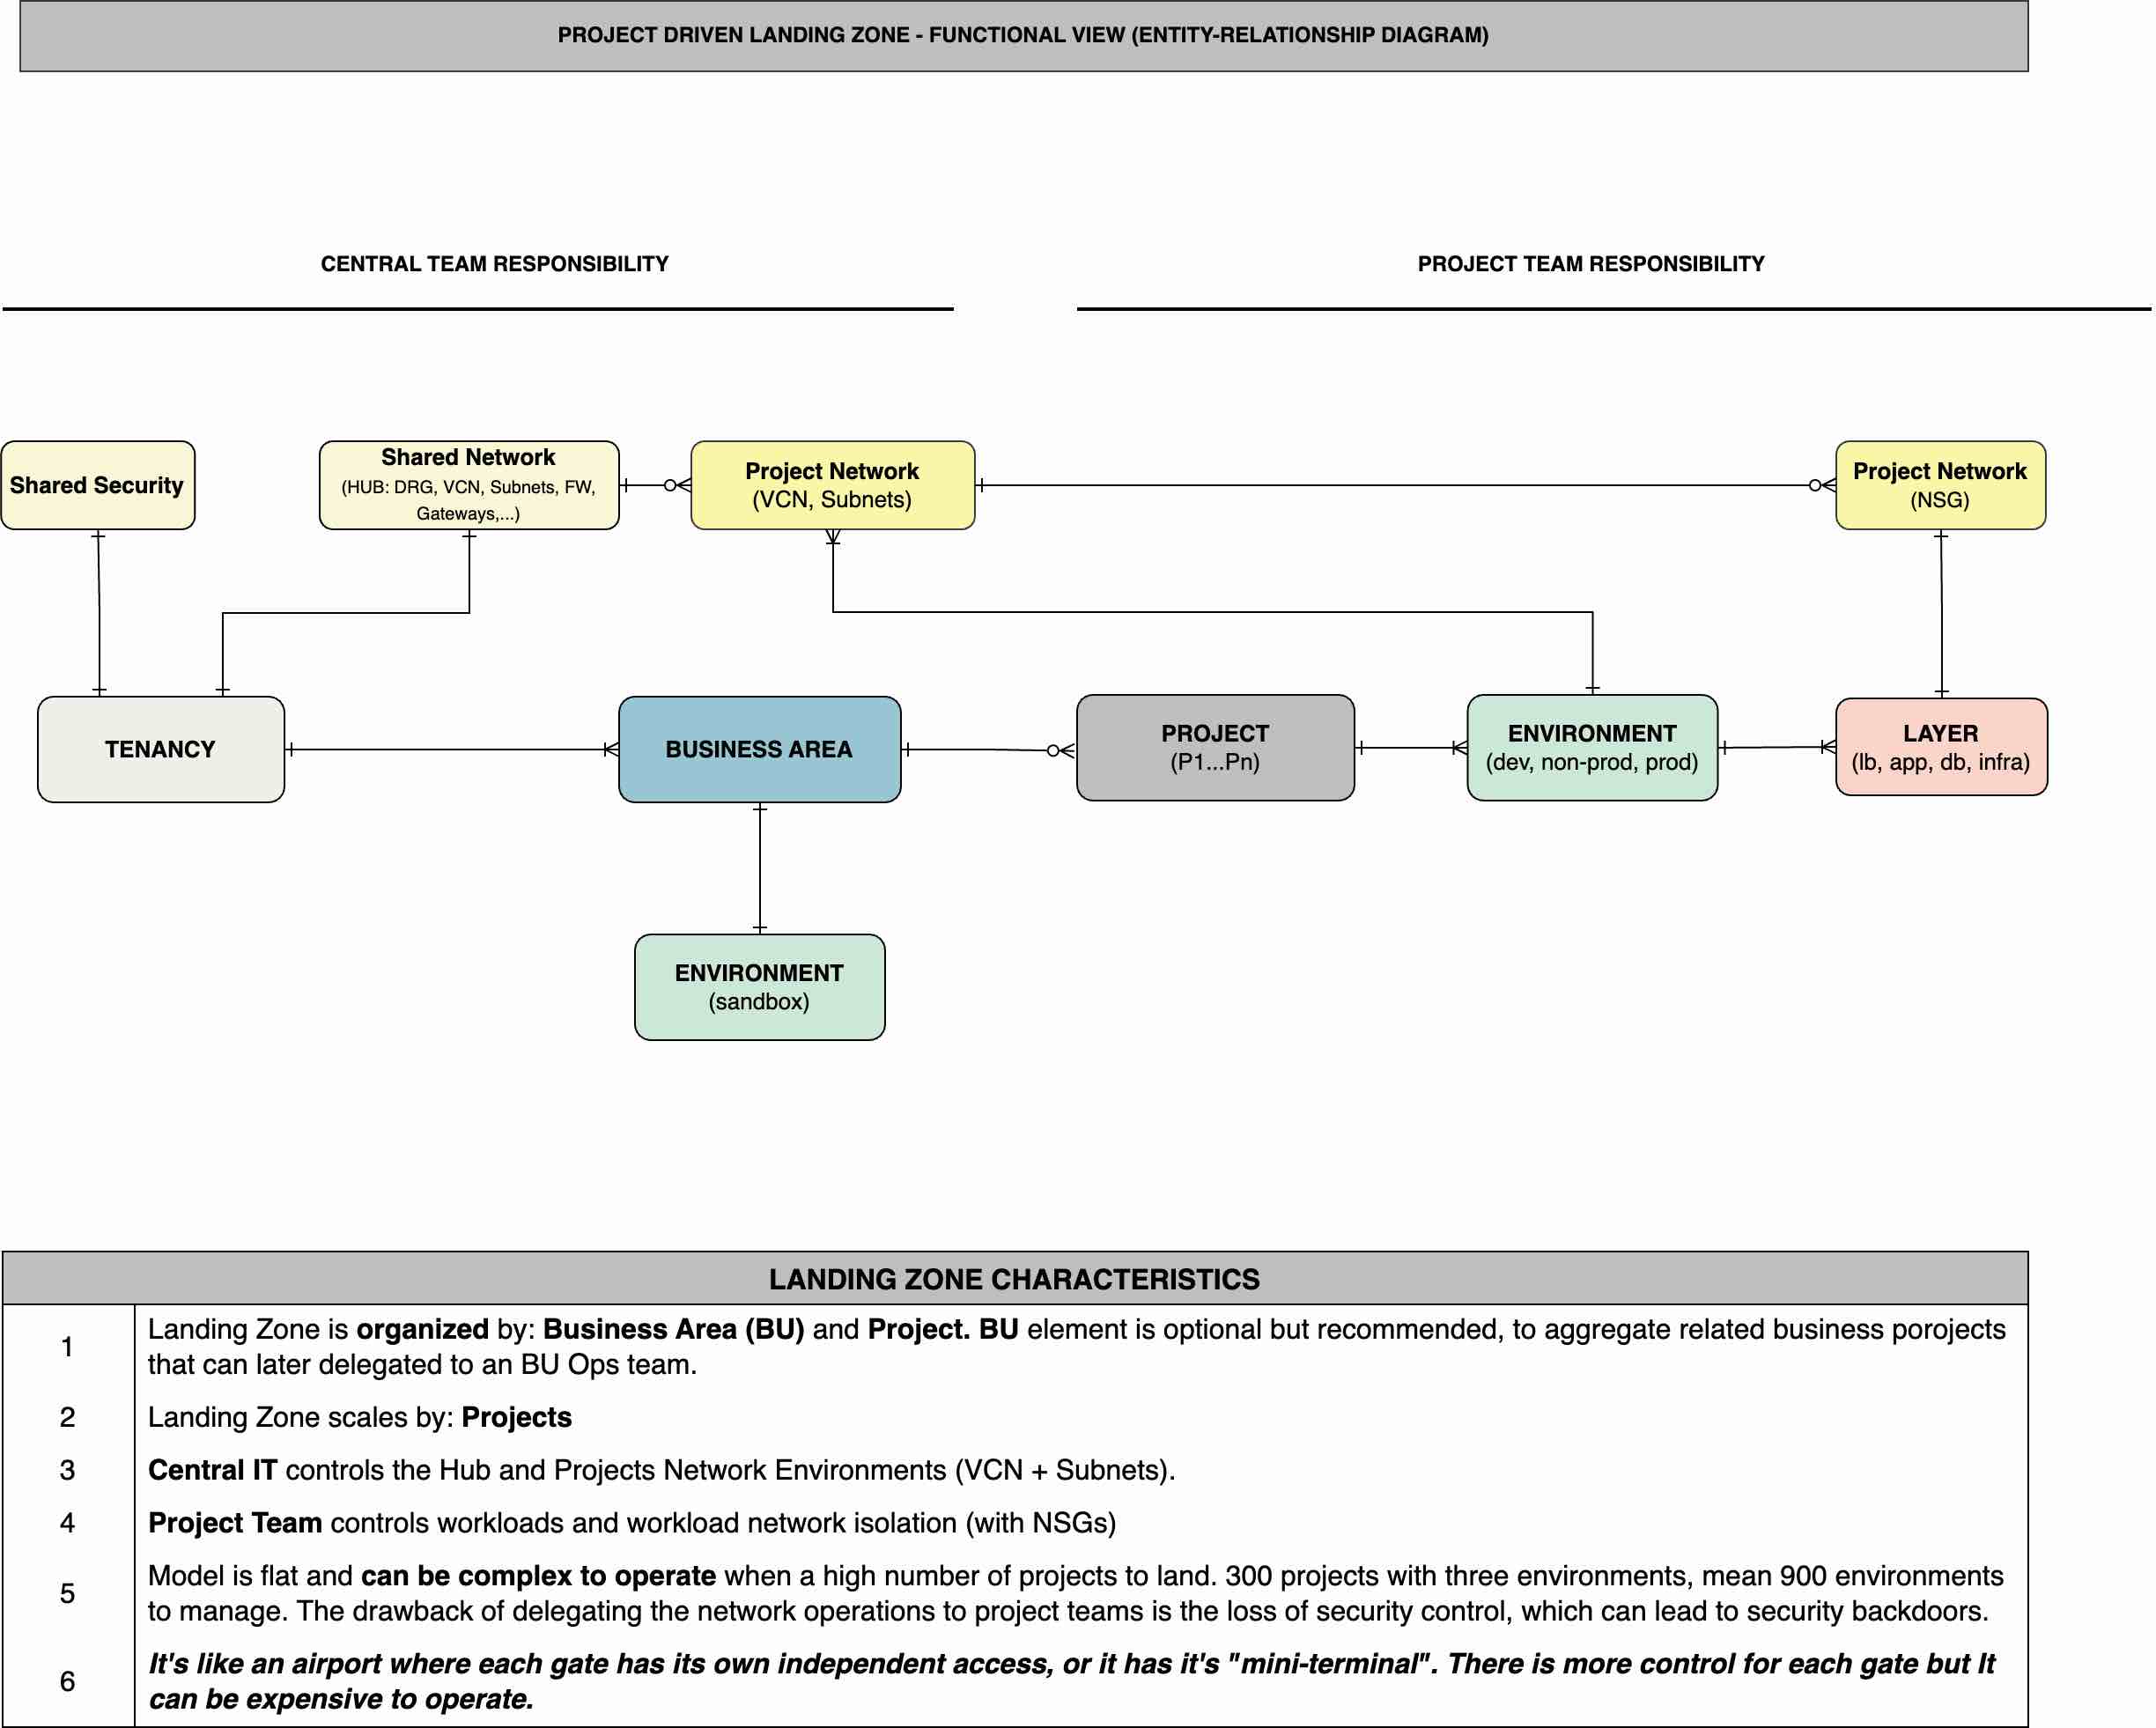 PROJECT DRIVEN LANDING ZONE - FUNCTIONAL VIEW (ENTITY-RELATIONSHIP DIAGRAM)
CENTRAL TEAM RESPONSIBILITY
PROJECT TEAM RESPONSIBILITY
Shared Security
Shared Network
(HUB: DRG, VCN, Subnets, FW,
Gateways,...)
Project Network
(VCN, Subnets)
Project Network
(NSG)
TENANCY
BUSINESS AREA
PROJECT
(P1...Pn)
ENVIRONMENT
(dev, non-prod, prod)
LAYER
(lb, app, db, infra)
ENVIRONMENT
(sandbox)
LANDING ZONE CHARACTERISTICS
1
Landing Zone is organized by: Business Area (BU) and Project. BU element is optional but recommended, to aggregate related business porojects
that can later delegated to an BU Ops team.
2
Landing Zone scales by: Projects
3
Central IT controls the Hub and Projects Network Environments (VCN + Subnets).
4
Project Team controls workloads and workload network isolation (with NSGs)
5
Model is flat and can be complex to operate when a high number of projects to land. 300 projects with three environments, mean 900 environments
to manage. The drawback of delegating the network operations to project teams is the loss of security control, which can lead to security backdoors.
6
It's like an airport where each gate has its own independent access, or it has it's "mini-terminal". There is more control for each gate but It
can be expensive to operate.